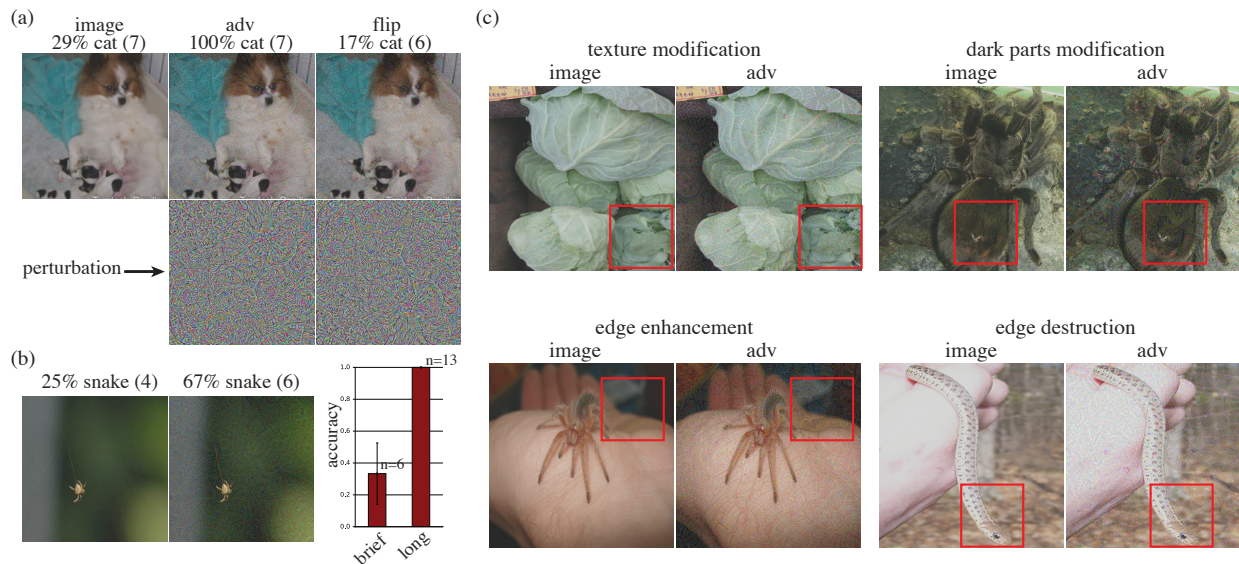 (a)
image
29% cat (7)
adv
100% cat (7)
flip
17% cat (6)
perturbation
(b)
25% snake (4)
67% snake (6)
accuracy
1.0
0.8
0.6
0.4
0.2
0.0
n=6
n=13
brief
long
(c)
texture modification
image
adv
dark parts modification
image
adv
edge enhancement
image
adv
edge destruction
image
adv